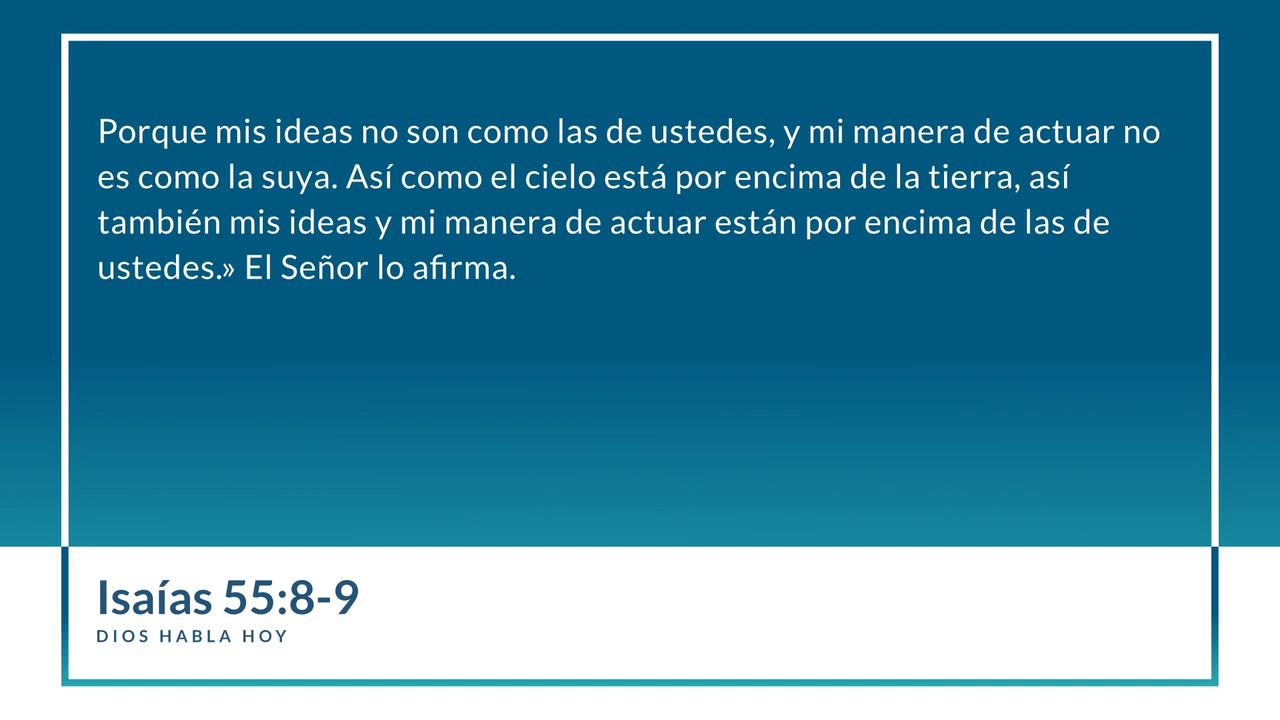 Porque mis ideas no son como las de ustedes, y mi manera de actuar no
es como la suya. Así como el cielo está por encima de la tierra, así
también mis ideas y mi manera de actuar están por encima de las de
ustedes.» El Señor lo afirma.
Isaías 55:8-9
DIOS HABLA HOY